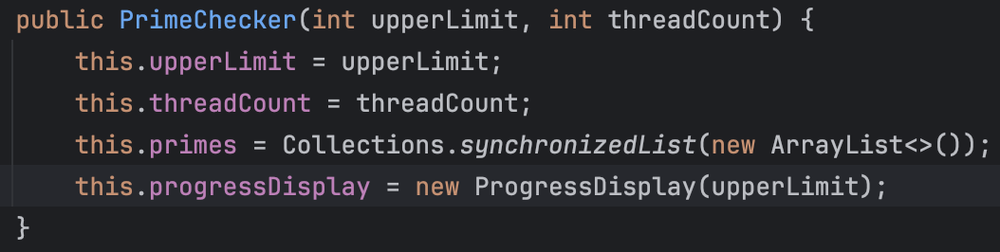 public PrimeChecker(int upperLimit, int threadCount) {
    this.upperLimit = upperLimit;
    this.threadCount = threadCount;
    this.primes = Collections.synchronizedList(new ArrayList<>());
    this.progressDisplay = new ProgressDisplay(upperLimit);
}